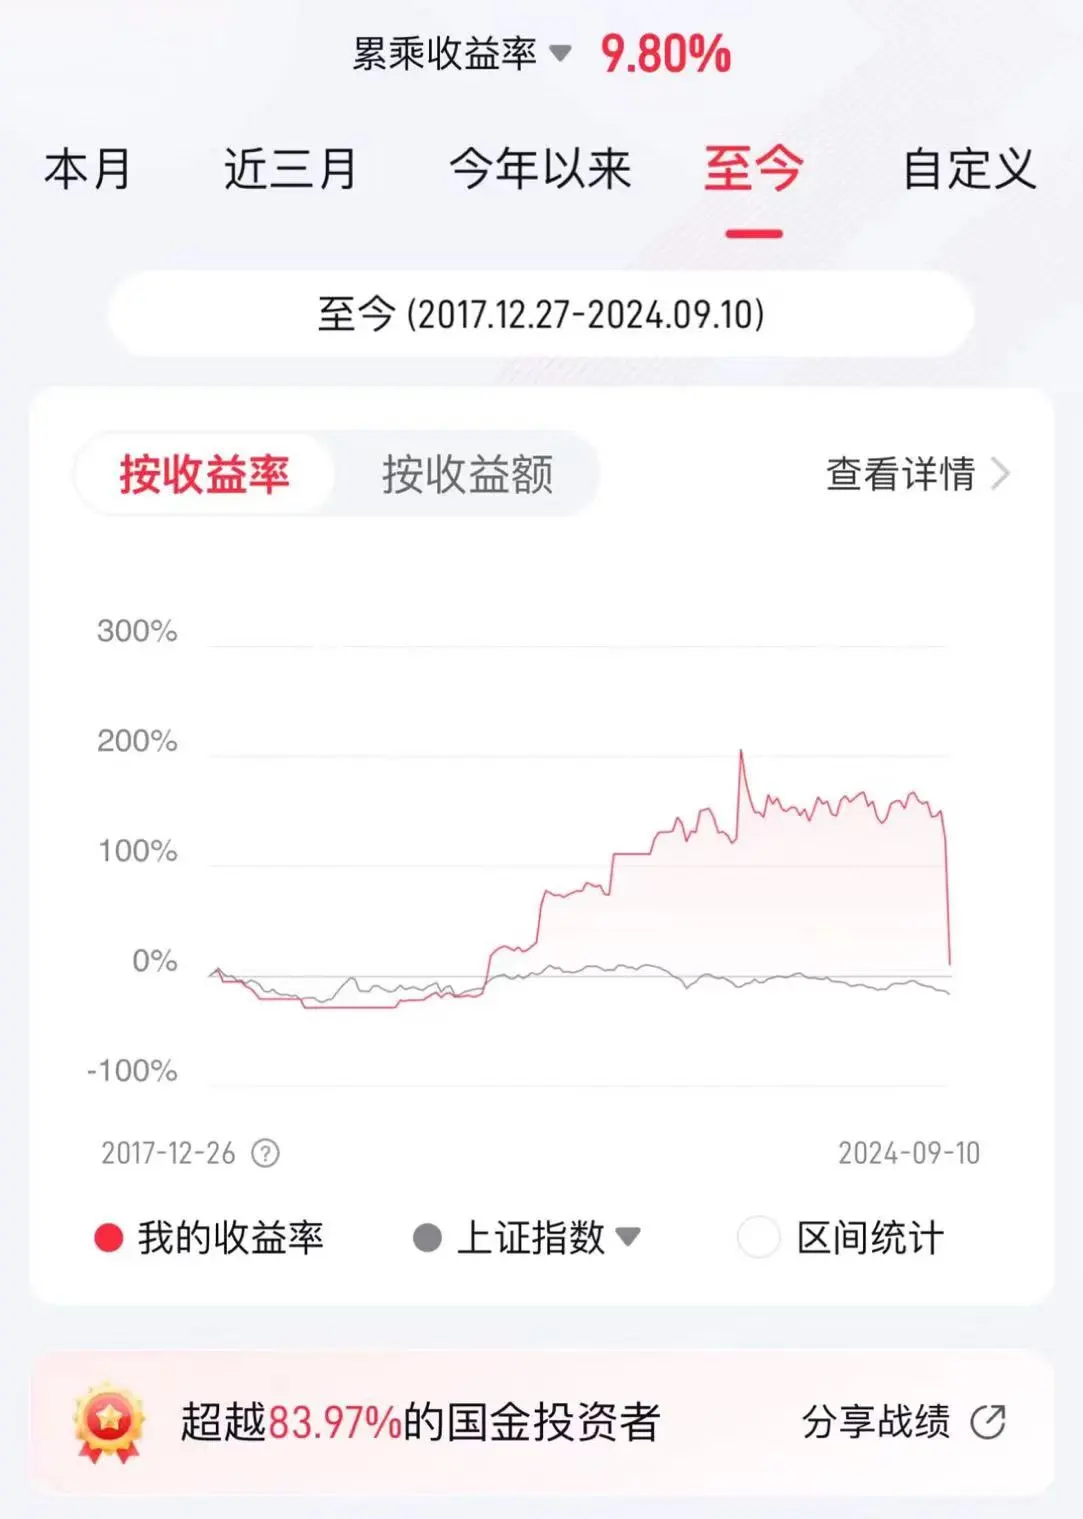 累乘收益率 9.80%
本月 近三月 今年以来 至今 自定义
至今 (2017.12.27-2024.09.10)
按收益率 按收益额 查看详情
300%
200%
100%
0%
-100%
2017-12-26 ? 2024-09-10
我的收益率 上证指数 区间统计
超越83.97%的国金投资者 分享战绩